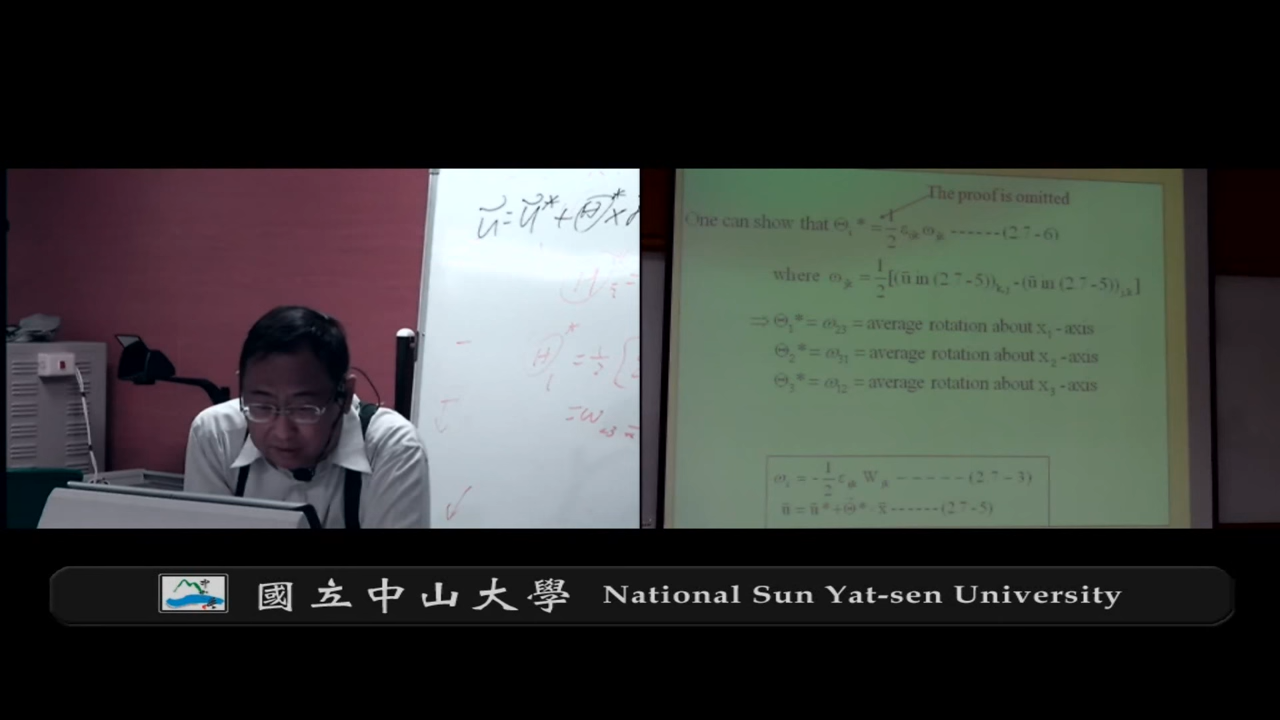 ū = ū* + Θ* x
Θ₁* = ½ [
= ω₂₃ =
The proof is omitted
One can show that Θᵢ* = ½ εᵢⱼₖ ωⱼₖ ------(2.7-6)
where ωⱼₖ = ½[(ū in (2.7-5))ₖ,ⱼ - (ū in (2.7-5))ⱼ,ₖ]
⇒ Θ₁* = ω₂₃ = average rotation about x₁ - axis
Θ₂* = ω₃₁ = average rotation about x₂ - axis
Θ₃* = ω₁₂ = average rotation about x₃ - axis
ωᵢ = - ½ εᵢⱼₖ Wⱼₖ ------(2.7-3)
ū = ū* + Θ* · x̄ ------(2.7-5)
國立中山大學 National Sun Yat-sen University